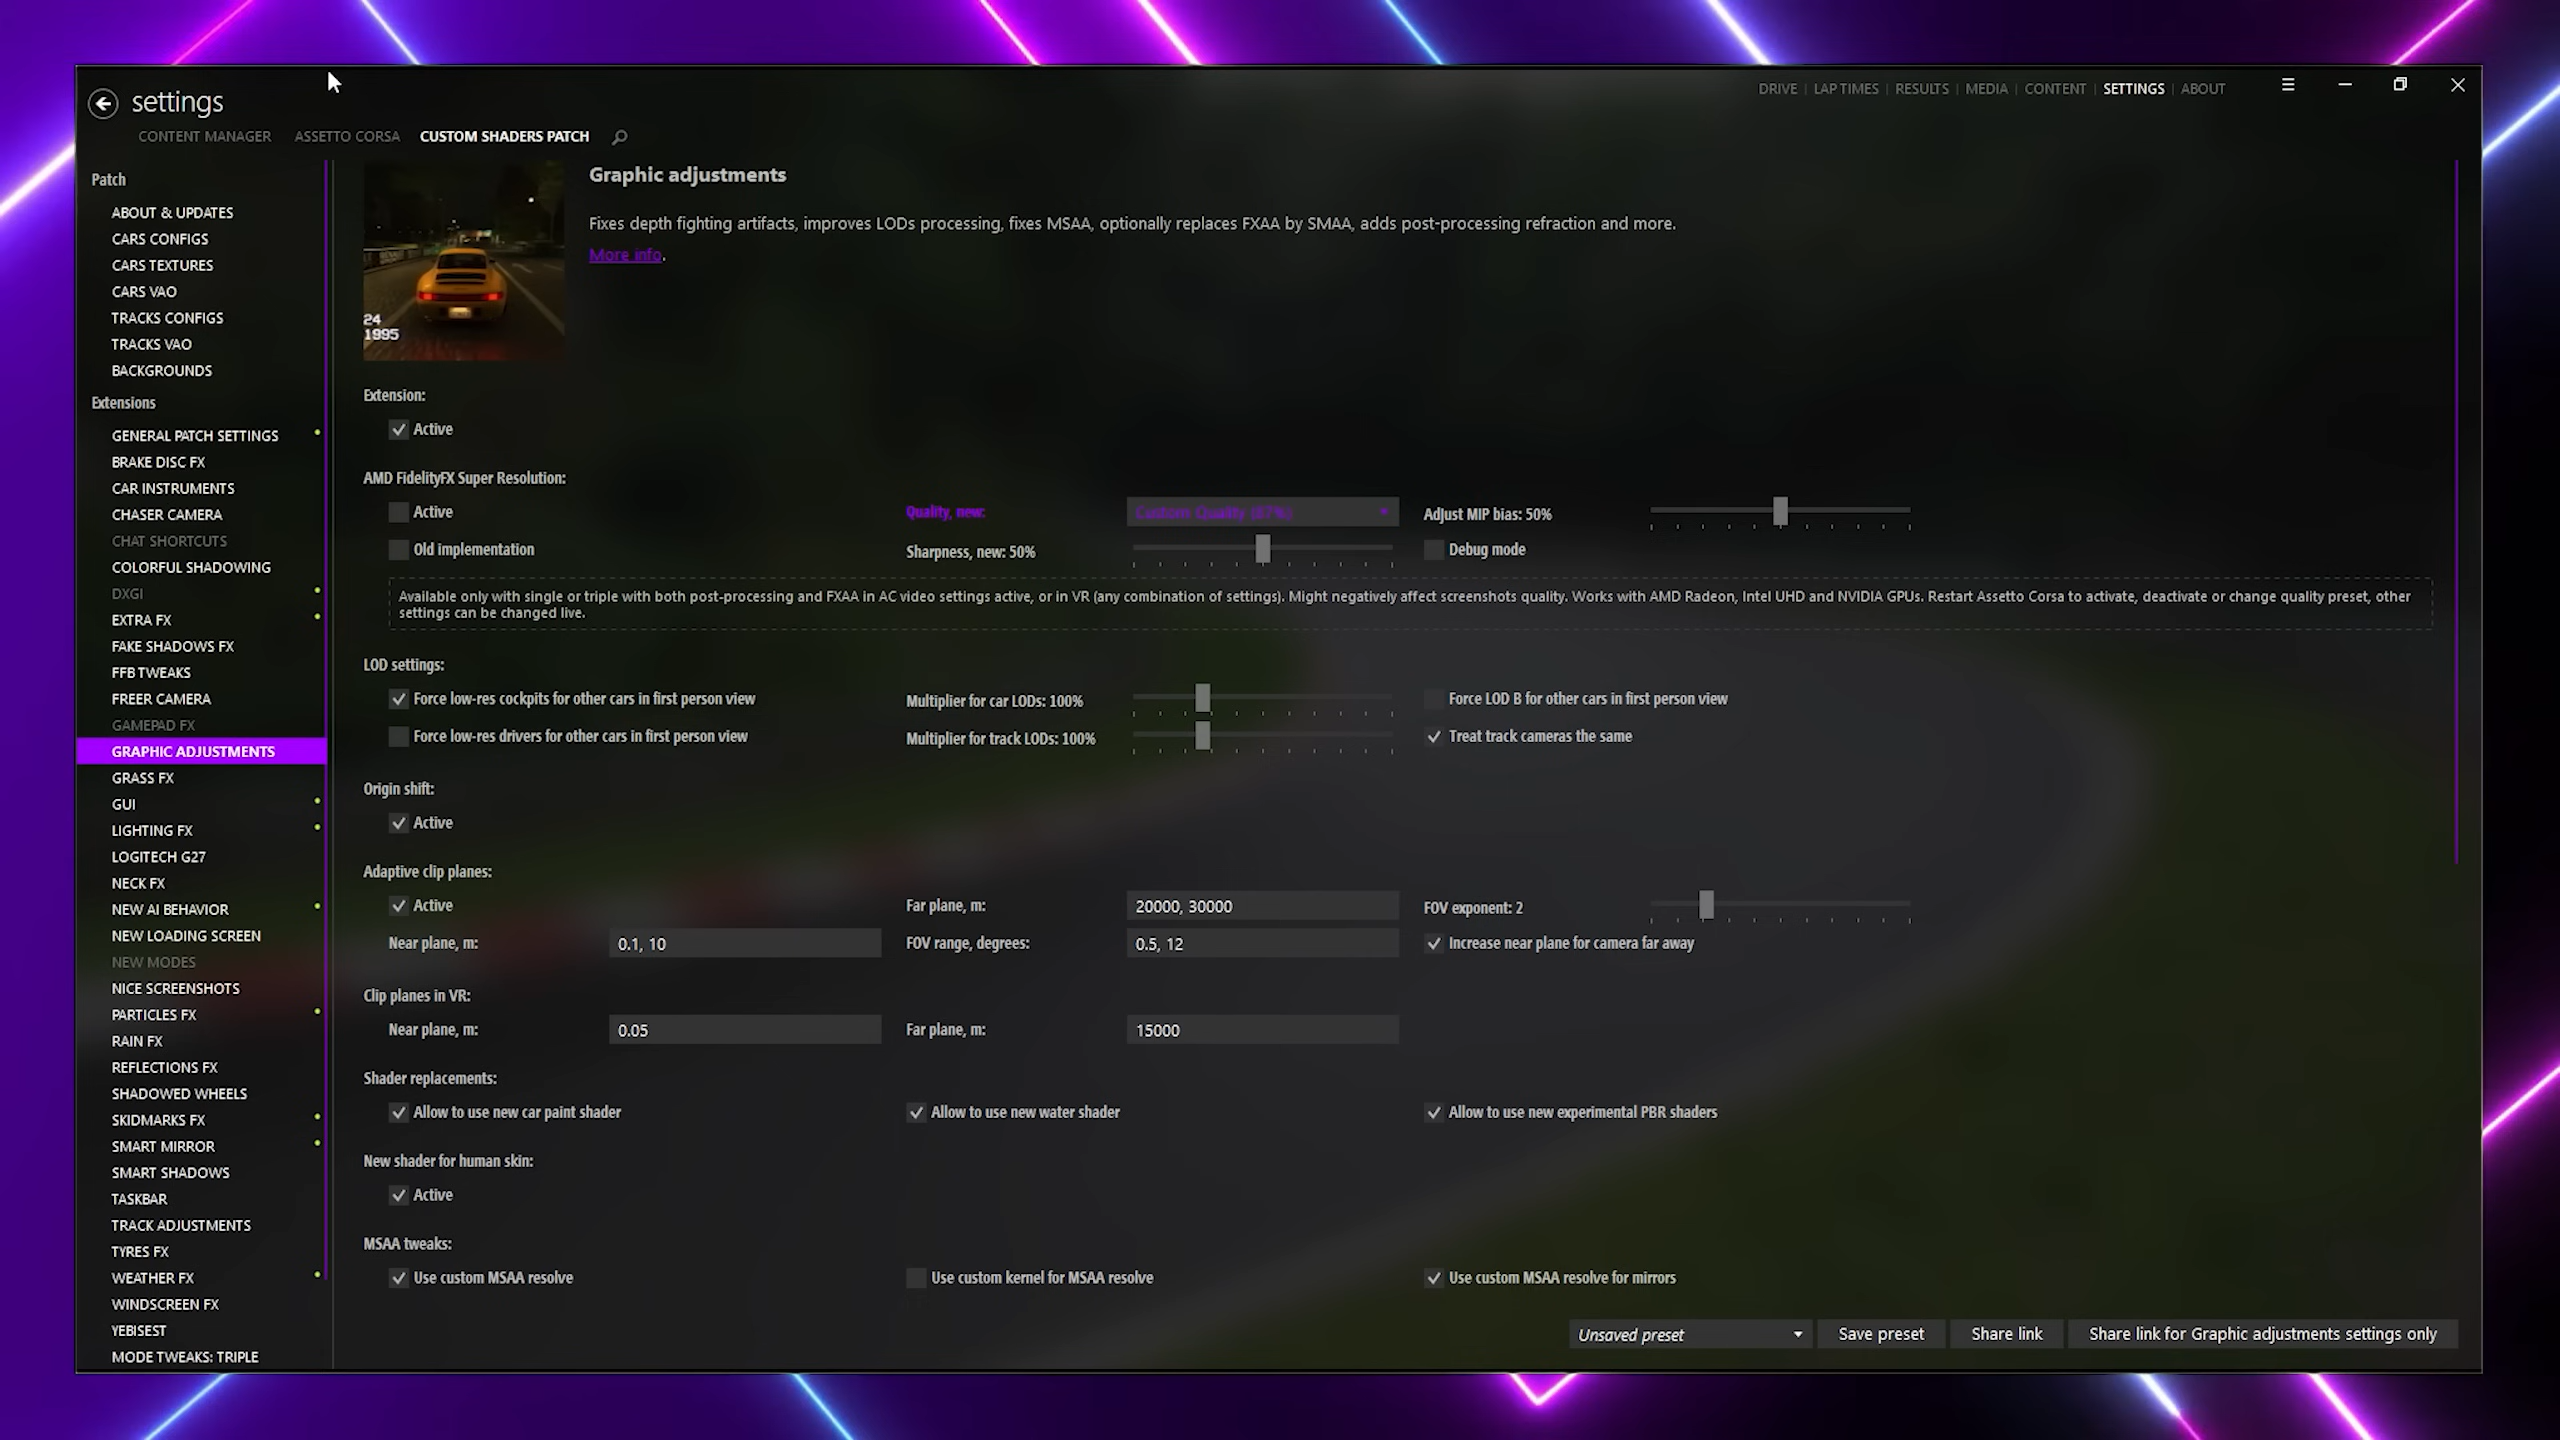 settings
DRIVE | LAP TIMES | RESULTS | MEDIA | CONTENT | SETTINGS | ABOUT
CONTENT MANAGER ASSETTO CORSA CUSTOM SHADERS PATCH
Patch
ABOUT & UPDATES
CARS CONFIGS
CARS TEXTURES
CARS VAO
TRACKS CONFIGS
TRACKS VAO
BACKGROUNDS
Extensions
GENERAL PATCH SETTINGS
BRAKE DISC FX
CAR INSTRUMENTS
CHASER CAMERA
CHAT SHORTCUTS
COLORFUL SHADOWING
DXGI
EXTRA FX
FAKE SHADOWS FX
FFB TWEAKS
FREER CAMERA
GAMEPAD FX
GRAPHIC ADJUSTMENTS
GRASS FX
GUI
LIGHTING FX
LOGITECH G27
NECK FX
NEW AI BEHAVIOR
NEW LOADING SCREEN
NEW MODES
NICE SCREENSHOTS
PARTICLES FX
RAIN FX
REFLECTIONS FX
SHADOWED WHEELS
SKIDMARKS FX
SMART MIRROR
SMART SHADOWS
TASKBAR
TRACK ADJUSTMENTS
TYRES FX
WEATHER FX
WINDSCREEN FX
YEBISEST
MODE TWEAKS: TRIPLE
24
1995
Graphic adjustments
Fixes depth fighting artifacts, improves LODs processing, fixes MSAA, optionally replaces FXAA by SMAA, adds post-processing refraction and more.
More info.
Extension:
Active
AMD FidelityFX Super Resolution:
Active Quality, new: Custom Quality (87%) Adjust MIP bias: 50%
Old implementation Sharpness, new: 50% Debug mode
Available only with single or triple with both post-processing and FXAA in AC video settings active, or in VR (any combination of settings). Might negatively affect screenshots quality. Works with AMD Radeon, Intel UHD and NVIDIA GPUs. Restart Assetto Corsa to activate, deactivate or change quality preset, other
settings can be changed live.
LOD settings:
Force low-res cockpits for other cars in first person view Multiplier for car LODs: 100% Force LOD B for other cars in first person view
Force low-res drivers for other cars in first person view Multiplier for track LODs: 100% Treat track cameras the same
Origin shift:
Active
Adaptive clip planes:
Active Far plane, m: 20000, 30000 FOV exponent: 2
Near plane, m: 0.1, 10 FOV range, degrees: 0.5, 12 Increase near plane for camera far away
Clip planes in VR:
Near plane, m: 0.05 Far plane, m: 15000
Shader replacements:
Allow to use new car paint shader Allow to use new water shader Allow to use new experimental PBR shaders
New shader for human skin:
Active
MSAA tweaks:
Use custom MSAA resolve Use custom kernel for MSAA resolve Use custom MSAA resolve for mirrors
Unsaved preset Save preset Share link Share link for Graphic adjustments settings only